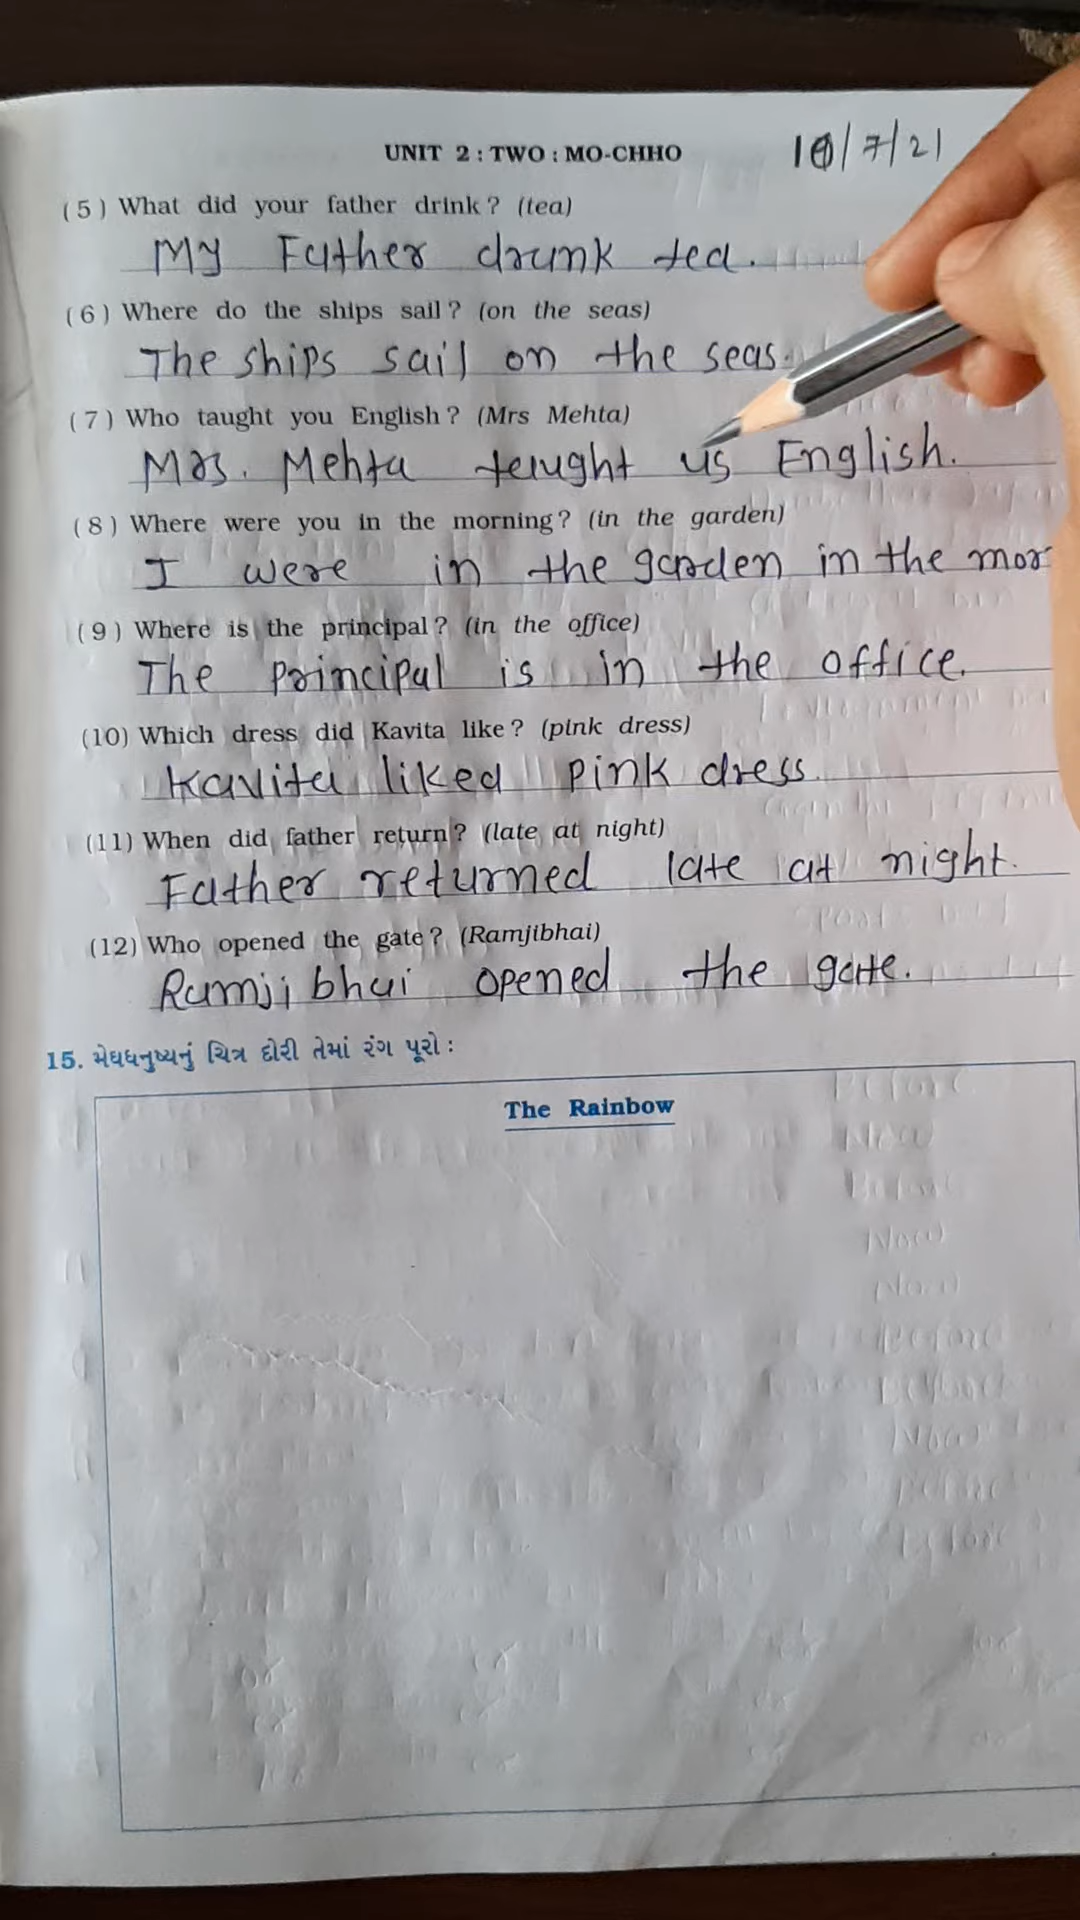 UNIT 2 : TWO : MO-CHHO
10/7/21
(5) What did your father drink? (tea)
My Father drunk tea.
(6) Where do the ships sail? (on the seas)
The ships sail on the seas.
(7) Who taught you English? (Mrs Mehta)
Mrs. Mehta taught us English.
(8) Where were you in the morning? (in the garden)
I were in the garden in the mor
(9) Where is the principal? (in the office)
The Principal is in the office.
(10) Which dress did Kavita like? (pink dress)
Kavita liked Pink dress.
(11) When did father return? (late at night)
Father returned late at night.
(12) Who opened the gate? (Ramjibhai)
Ramji bhai opened the gate.
15. મેઘધનુષ્યનું ચિત્ર દોરી તેમાં રંગ પૂરો :
The Rainbow